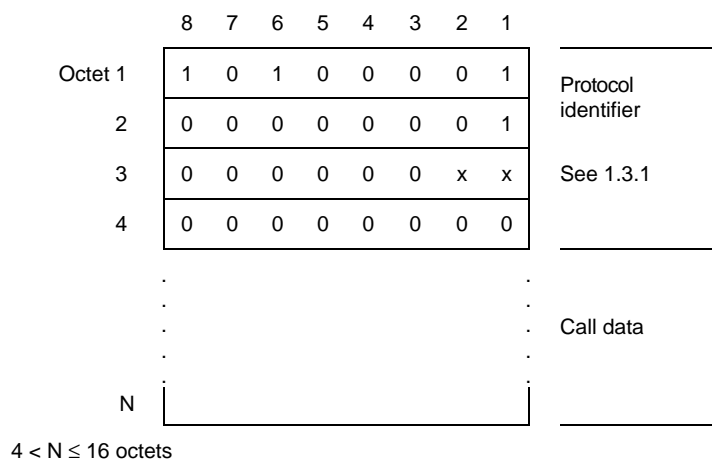 8 7 6 5 4 3 2 1
Octet 1 1 0 1 0 0 0 0 1
Protocol
identifier
2 0 0 0 0 0 0 0 1
3 0 0 0 0 0 0 x x See 1.3.1
4 0 0 0 0 0 0 0 0
Call data
N
4 < N ≤ 16 octets